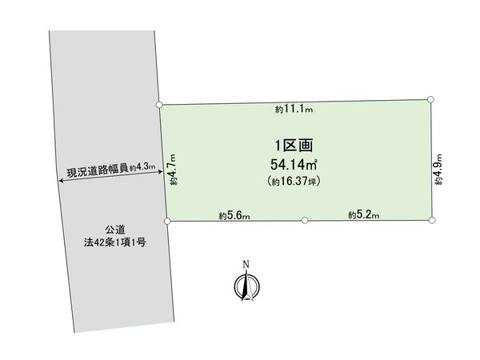 約11.1m
1区画
54.14㎡
(約16.37坪)
約4.7m
約4.9m
現況道路幅員約4.3m
約5.6m
約5.2m
公道
法42条1項1号
N